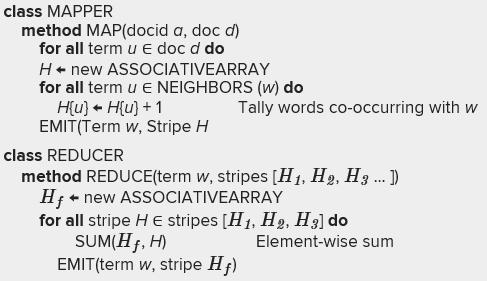 class MAPPER
method MAP(docid a, doc d)
for all term u ∈ doc d do
H ← new ASSOCIATIVEARRAY
for all term u ∈ NEIGHBORS (w) do
H{u} ← H{u} + 1 Tally words co-occurring with w
EMIT(Term w, Stripe H
class REDUCER
method REDUCE(term w, stripes [H₁, H₂, H₃ ... ])
H_f ← new ASSOCIATIVEARRAY
for all stripe H ∈ stripes [H₁, H₂, H₃] do
SUM(H_f, H) Element-wise sum
EMIT(term w, stripe H_f)